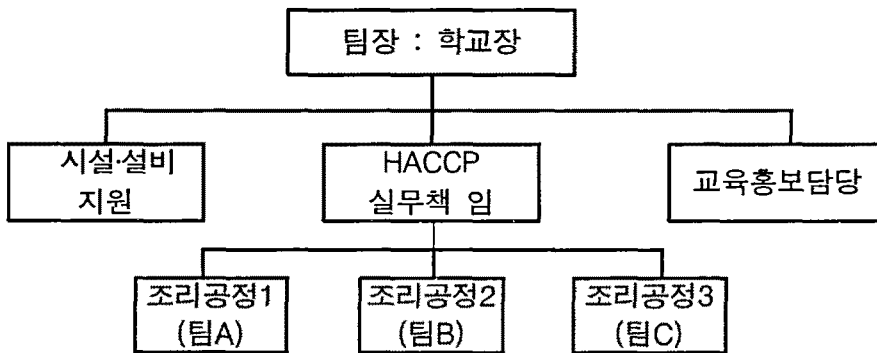 팀장 : 학교장
시설·설비
지원
HACCP
실무책 임
교육홍보담당
조리공정1
(팀A)
조리공정2
(팀B)
조리공정3
(팀C)